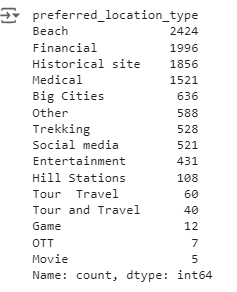 preferred_location_type
Beach 2424
Financial 1996
Historical site 1856
Medical 1521
Big Cities 636
Other 588
Trekking 528
Social media 521
Entertainment 431
Hill Stations 108
Tour  Travel 60
Tour and Travel 40
Game 12
OTT 7
Movie 5
Name: count, dtype: int64